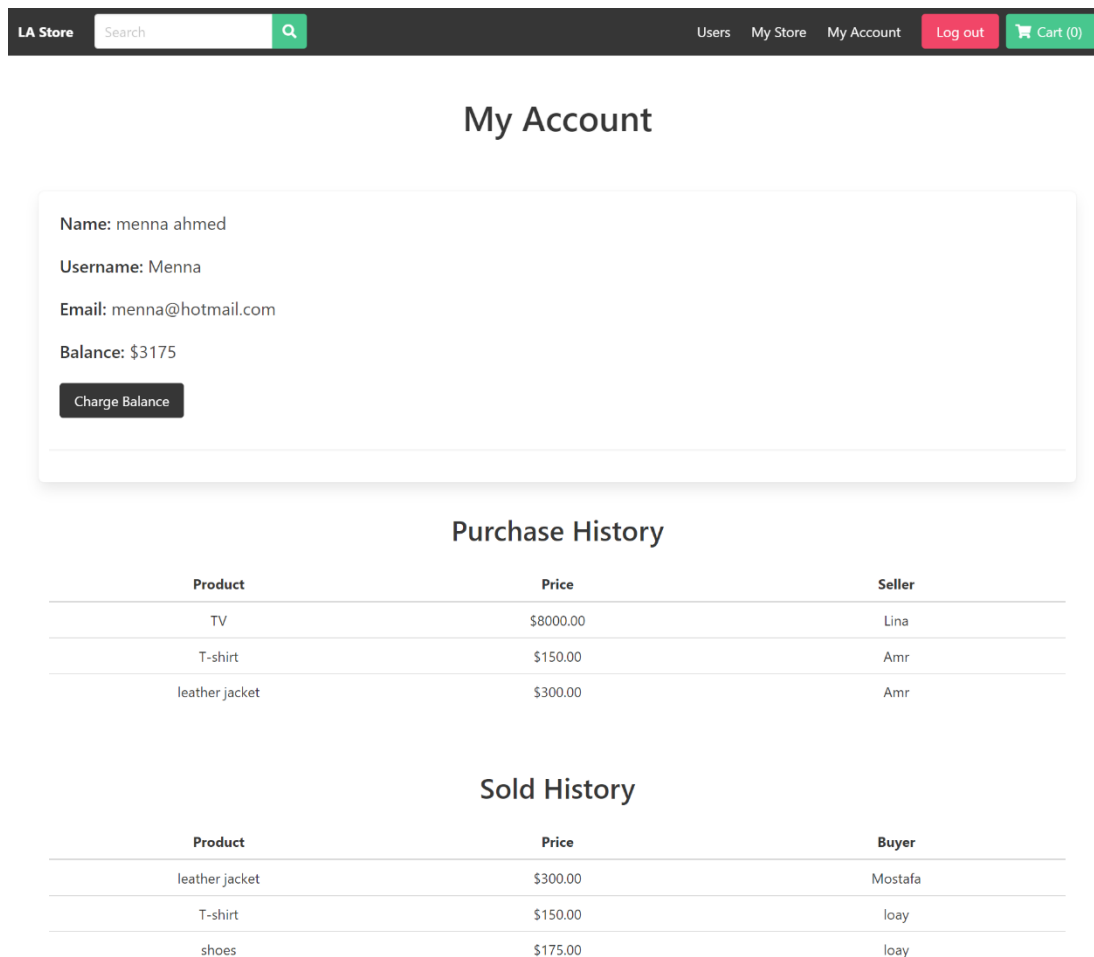 LA Store Search Users My Store My Account Log out Cart (0)
My Account
Name: menna ahmed
Username: Menna
Email: menna@hotmail.com
Balance: $3175
Charge Balance
Purchase History
Product Price Seller
TV $8000.00 Lina
T-shirt $150.00 Amr
leather jacket $300.00 Amr
Sold History
Product Price Buyer
leather jacket $300.00 Mostafa
T-shirt $150.00 loay
shoes $175.00 loay